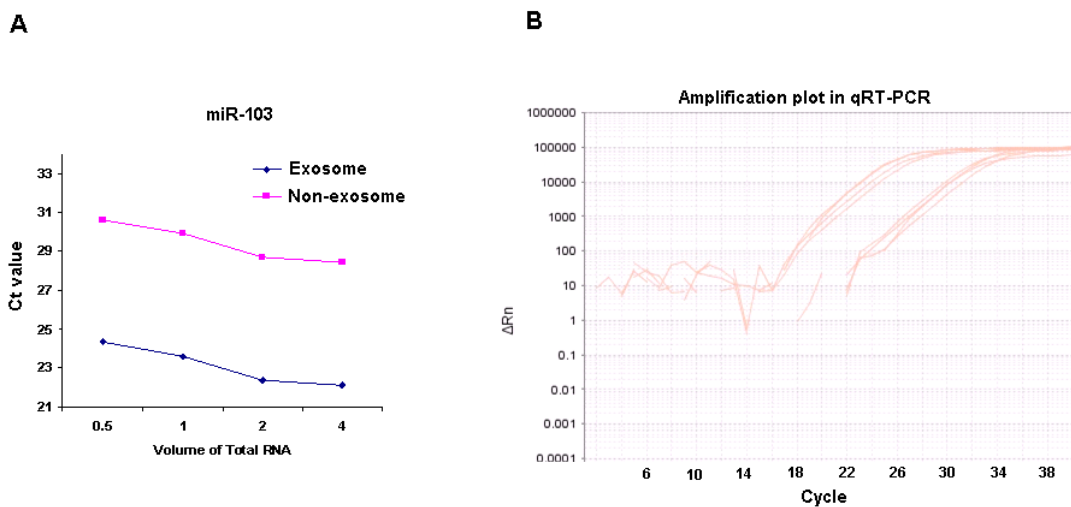 A
miR-103
Exosome
Non-exosome
33
31
29
27
25
23
21
Ct value
0.5 1 2 4
Volume of Total RNA
B
Amplification plot in qRT-PCR
1000000
100000
10000
1000
100
10
1
0.1
0.01
0.001
0.0001
ΔRn
6 10 14 18 22 26 30 34 38
Cycle